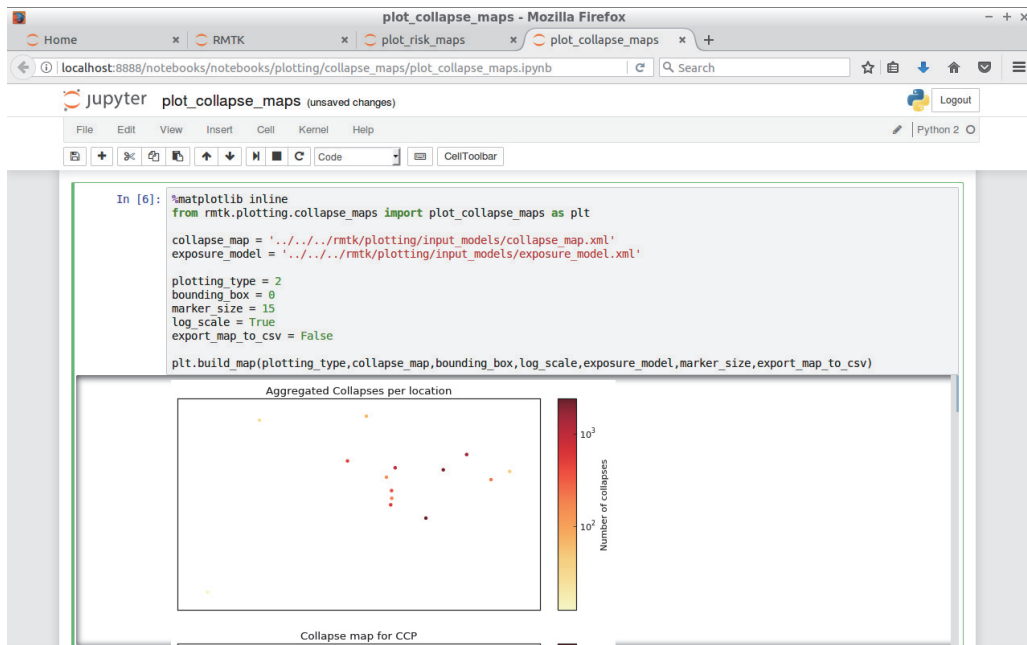 plot_collapse_maps - Mozilla Firefox
Home × RMTK × plot_risk_maps × plot_collapse_maps ×
localhost:8888/notebooks/notebooks/plotting/collapse_maps/plot_collapse_maps.ipynb Search
jupyter plot_collapse_maps (unsaved changes) Logout
File Edit View Insert Cell Kernel Help Python 2
Code CellToolbar
In [6]: %matplotlib inline
from rmtk.plotting.collapse_maps import plot_collapse_maps as plt
collapse_map = '../../../rmtk/plotting/input_models/collapse_map.xml'
exposure_model = '../../../rmtk/plotting/input_models/exposure_model.xml'
plotting_type = 2
bounding_box = 0
marker_size = 15
log_scale = True
export_map_to_csv = False
plt.build_map(plotting_type,collapse_map,bounding_box,log_scale,exposure_model,marker_size,export_map_to_csv)
Aggregated Collapses per location
10³
10²
Number of collapses
Collapse map for CCP